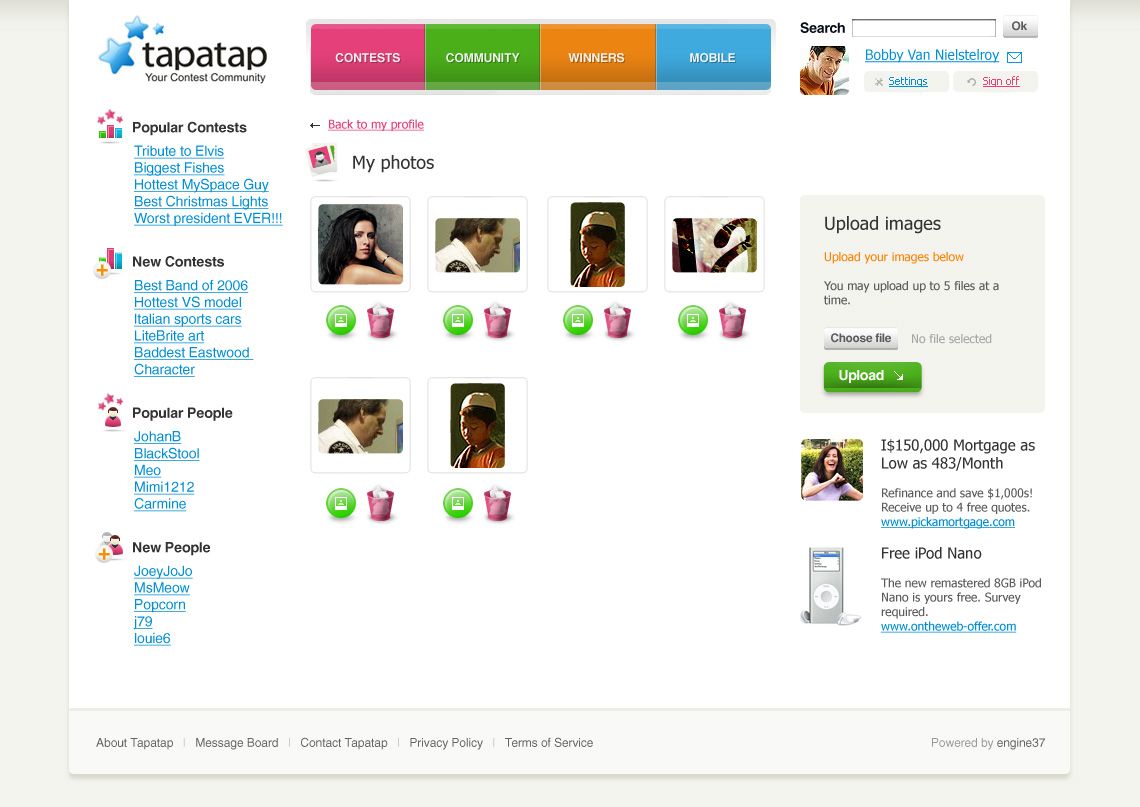 tapatap
Your Contest Community
CONTESTS
COMMUNITY
WINNERS
MOBILE
Search
Ok
Bobby Van Nielstelroy
Settings
Sign off
Popular Contests
Tribute to Elvis
Biggest Fishes
Hottest MySpace Guy
Best Christmas Lights
Worst president EVER!!!
New Contests
Best Band of 2006
Hottest VS model
Italian sports cars
LiteBrite art
Baddest Eastwood
Character
Popular People
JohanB
BlackStool
Meo
Mimi1212
Carmine
New People
JoeyJoJo
MsMeow
Popcorn
j79
louie6
Back to my profile
My photos
Upload images
Upload your images below
You may upload up to 5 files at a
time.
Choose file
No file selected
Upload
I$150,000 Mortgage as
Low as 483/Month
Refinance and save $1,000s!
Receive up to 4 free quotes.
www.pickamortgage.com
Free iPod Nano
The new remastered 8GB iPod
Nano is yours free. Survey
required.
www.ontheweb-offer.com
About Tapatap
Message Board
Contact Tapatap
Privacy Policy
Terms of Service
Powered by engine37